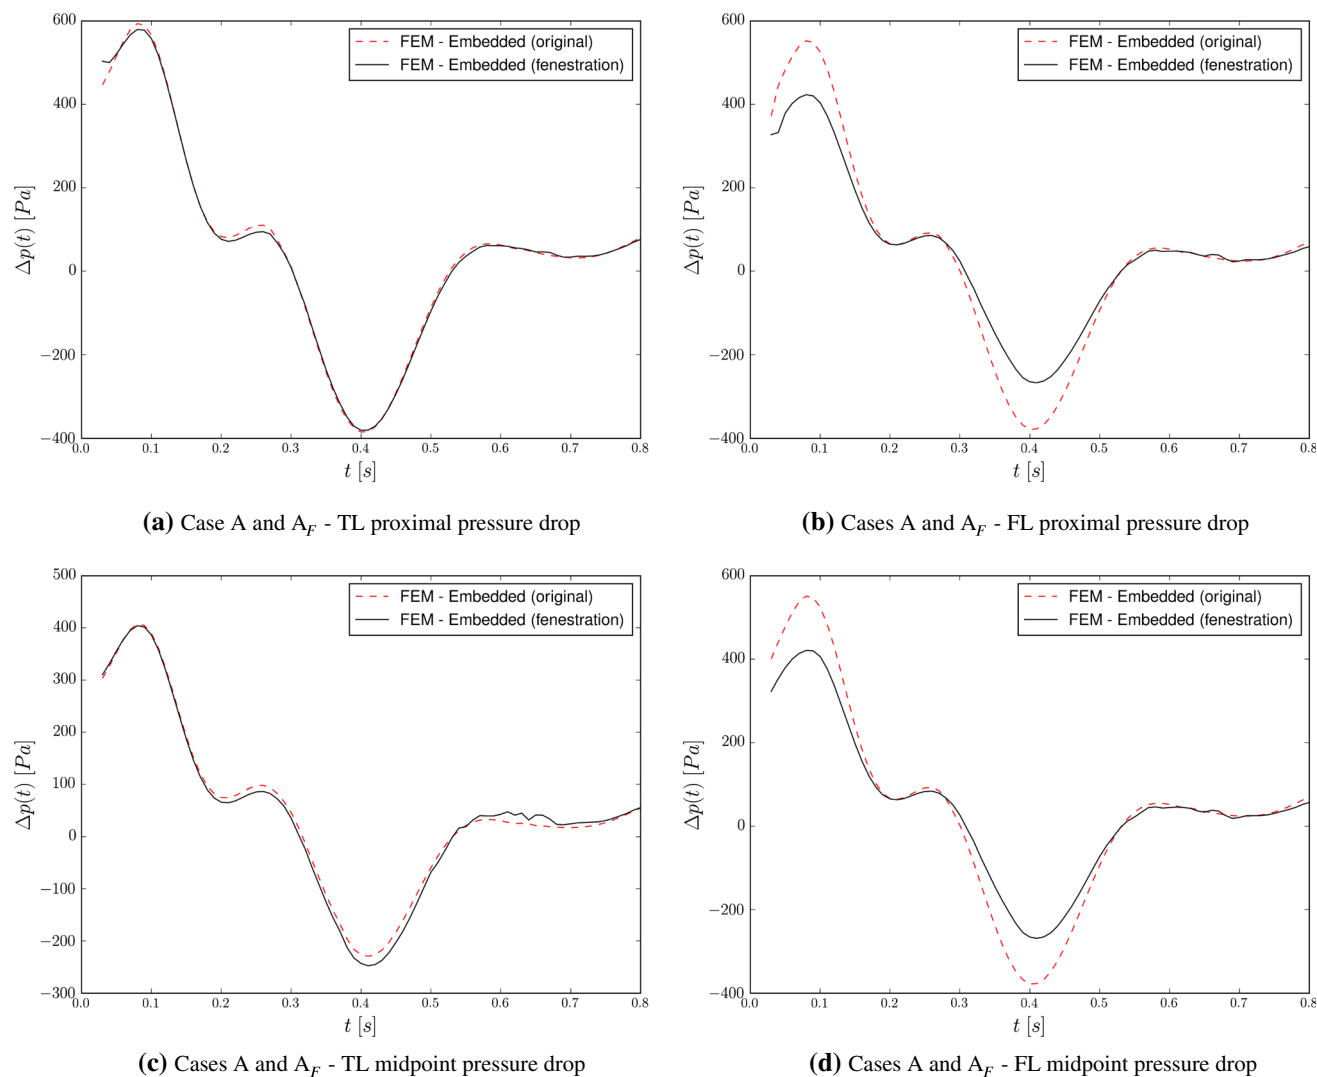 600
400
200
0
−200
−400
0.0 0.1 0.2 0.3 0.4 0.5 0.6 0.7 0.8
Δp(t) [Pa]
t [s]
FEM - Embedded (original)
FEM - Embedded (fenestration)
(a) Case A and A_F - TL proximal pressure drop
600
400
200
0
−200
−400
0.0 0.1 0.2 0.3 0.4 0.5 0.6 0.7 0.8
Δp(t) [Pa]
t [s]
FEM - Embedded (original)
FEM - Embedded (fenestration)
(b) Cases A and A_F - FL proximal pressure drop
500
400
300
200
100
0
−100
−200
−300
0.0 0.1 0.2 0.3 0.4 0.5 0.6 0.7 0.8
Δp(t) [Pa]
t [s]
FEM - Embedded (original)
FEM - Embedded (fenestration)
(c) Cases A and A_F - TL midpoint pressure drop
600
400
200
0
−200
−400
0.0 0.1 0.2 0.3 0.4 0.5 0.6 0.7 0.8
Δp(t) [Pa]
t [s]
FEM - Embedded (original)
FEM - Embedded (fenestration)
(d) Cases A and A_F - FL midpoint pressure drop